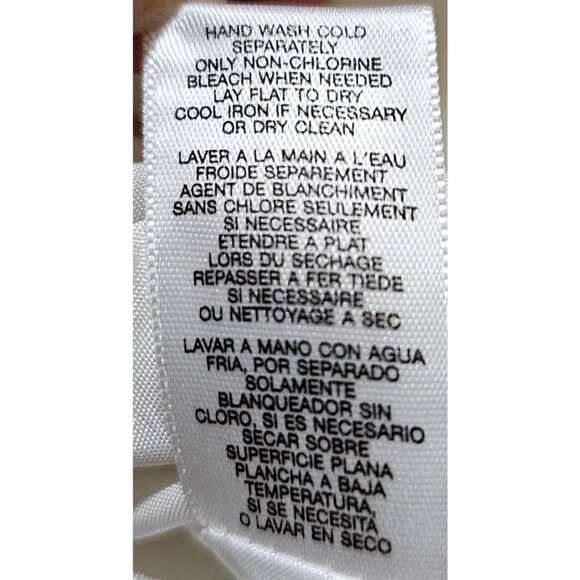 HAND WASH COLD
SEPARATELY
ONLY NON-CHLORINE
BLEACH WHEN NEEDED
LAY FLAT TO DRY
COOL IRON IF NECESSARY
OR DRY CLEAN
LAVER A LA MAIN A L'EAU
FROIDE SEPAREMENT
AGENT DE BLANCHIMENT
SANS CHLORE SEULEMENT
SI NECESSAIRE
ETENDRE A PLAT
LORS DU SECHAGE
REPASSER A FER TIEDE
SI NECESSAIRE
OU NETTOYAGE A SEC
LAVAR A MANO CON AGUA
FRIA, POR SEPARADO
SOLAMENTE
BLANQUEADOR SIN
CLORO, SI ES NECESARIO
SECAR SOBRE
SUPERFICIE PLANA
PLANCHA A BAJA
TEMPERATURA,
SI SE NECESITA
O LAVAR EN SECO